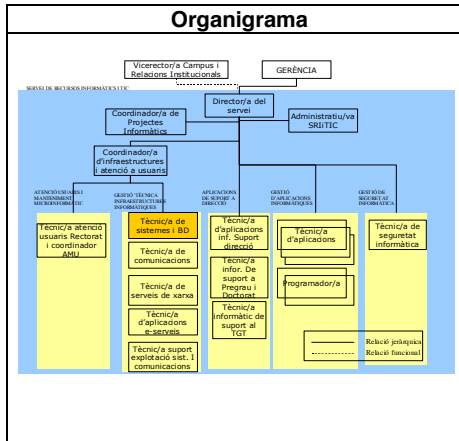 Organigrama
Vicerector/a Campus i
Relacions Institucionals
GERÈNCIA
SERVEI DE RECURSOS INFORMÀTICS I TIC
Director/a del
servei
Coordinador/a de
Projectes
Informàtics
Administratiu/va
SRIiTIC
Coordinador/a
d'infraestructures
i atenció a usuaris
ATENCIÓ USUARIS I
MANTENIMENT
MICROINFORMÀTIC
GESTIÓ TÈCNICA
INFRAESTRUCTURES
INFORMÀTIQUES
APLICACIONS
DE SUPORT A
DIRECCIÓ
GESTIÓ
D'APLICACIONS
INFORMÀTIQUES
GESTIÓ DE
SEGURETAT
INFORMÀTICA
Tècnic/a atenció
usuaris Rectorat
i coordinador
AMU
Tècnic/a de
sistemes i BD
Tècnic/a de
comunicacions
Tècnic/a de
serveis de xarxa
Tècnic/a
d'aplicacions
e-serveis
Tècnic/a suport
explotació sist. I
comunicacions
Tècnic/a
d'aplicacions
inf. Suport
direcció
Tècnic/a
infor. De
suport a
Pregrau i
Doctorat
Tècnic/a
informàtic de
suport al
TGT
Tècnic/a
d'aplicacions
Programador/a
Tècnic/a de
seguretat
informàtica
Relació jeràrquica
Relació funcional